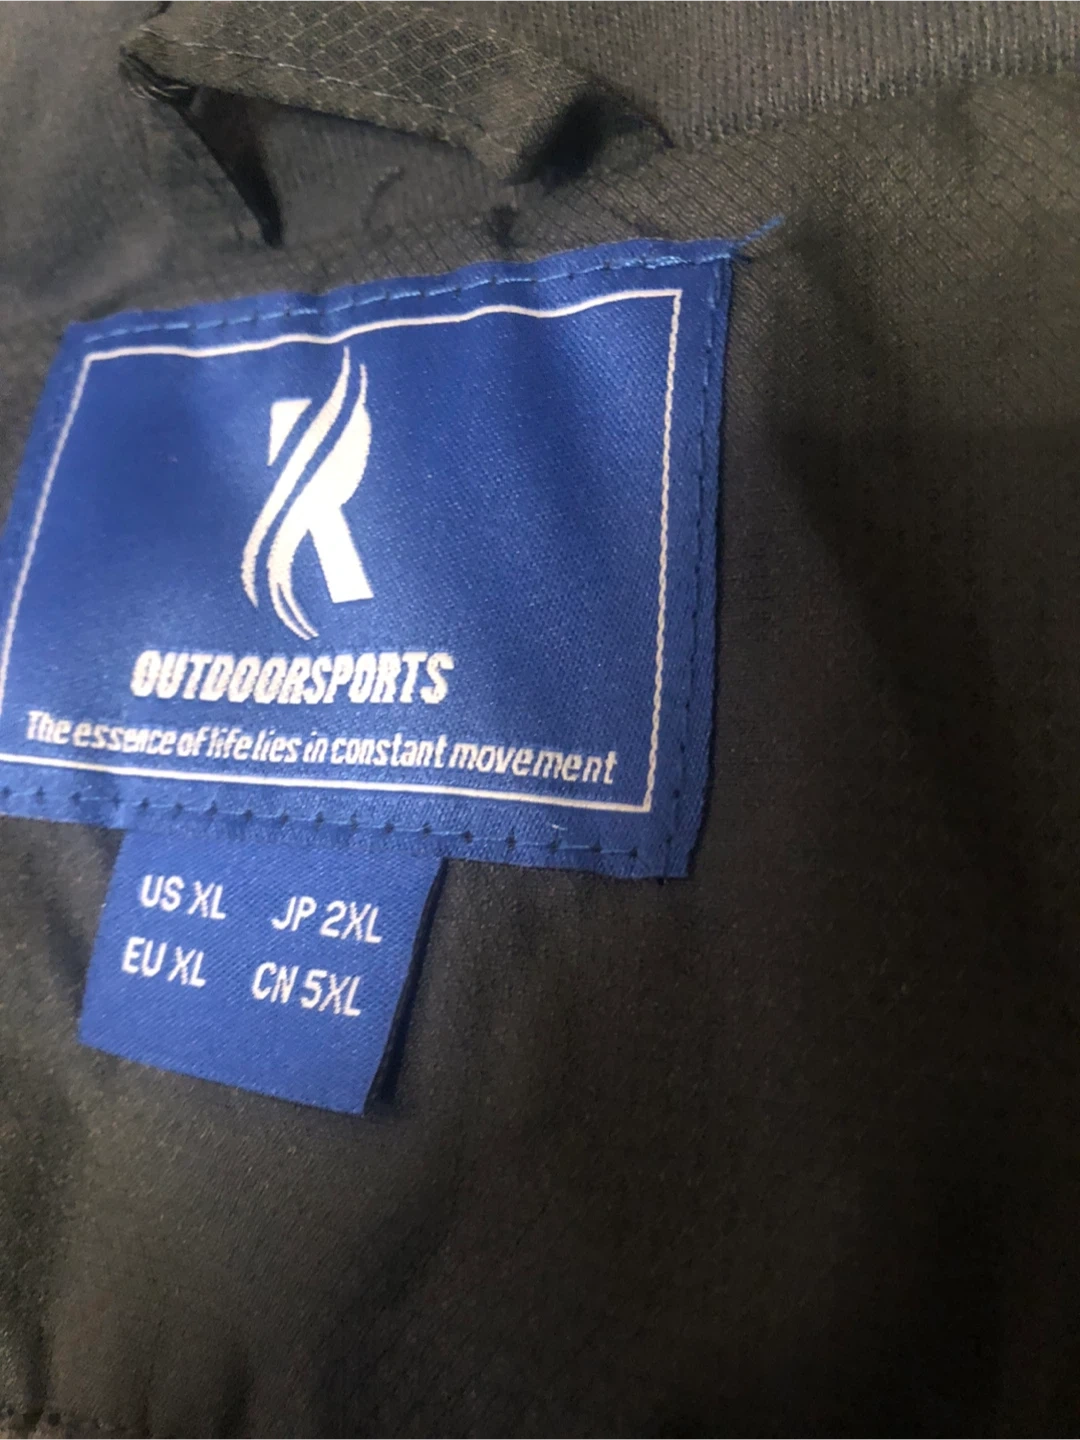 R
OUTDOORSPORTS
The essence of life lies in constant movement
US XL JP 2XL
EU XL CN 5XL